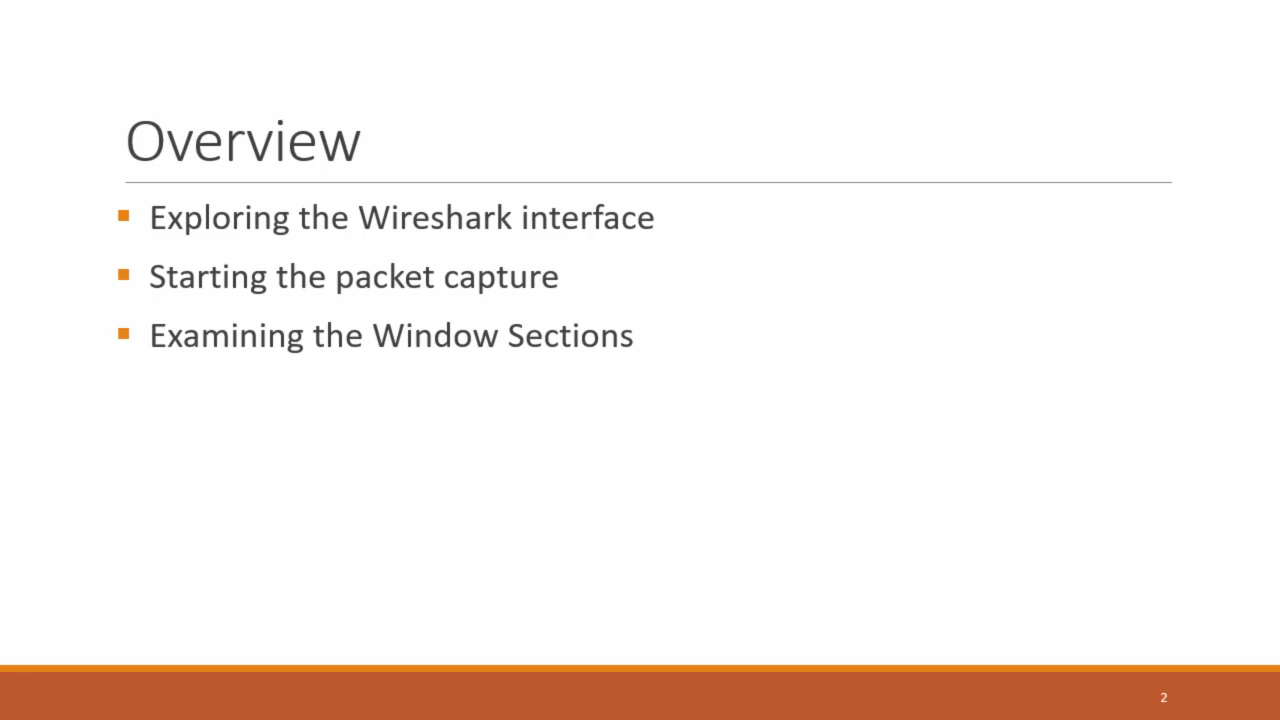 Overview
▪ Exploring the Wireshark interface
▪ Starting the packet capture
▪ Examining the Window Sections
2